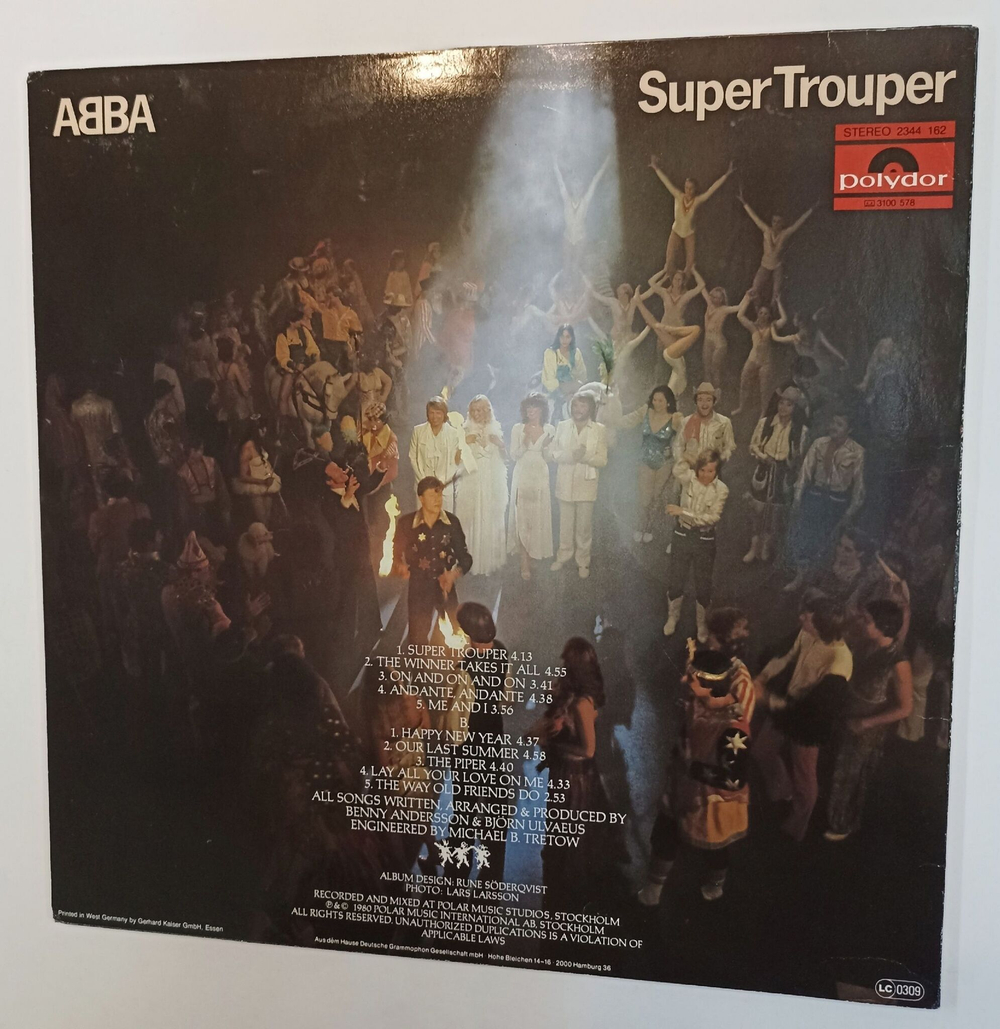 ABBA
Super Trouper
STEREO 2344 162
polydor
3100 578
1. SUPER TROUPER 4.13
2. THE WINNER TAKES IT ALL 4.55
3. ON AND ON AND ON 3.41
4. ANDANTE, ANDANTE 4.38
5. ME AND I 3.56
B.
1. HAPPY NEW YEAR 4.37
2. OUR LAST SUMMER 4.58
3. THE PIPER 4.40
4. LAY ALL YOUR LOVE ON ME 4.33
5. THE WAY OLD FRIENDS DO 2.53
ALL SONGS WRITTEN, ARRANGED & PRODUCED BY
BENNY ANDERSSON & BJÖRN ULVAEUS
ENGINEERED BY MICHAEL B. TRETOW
ALBUM DESIGN: RUNE SÖDERQVIST
PHOTO: LARS LARSSON
RECORDED AND MIXED AT POLAR MUSIC STUDIOS, STOCKHOLM
℗ & © 1980 POLAR MUSIC INTERNATIONAL AB, STOCKHOLM
ALL RIGHTS RESERVED. UNAUTHORIZED DUPLICATIONS IS A VIOLATION OF
APPLICABLE LAWS
Printed in West Germany by Gerhard Kaiser GmbH, Essen
Aus dem Hause Deutsche Grammophon Gesellschaft mbH · Hohe Bleichen 14-16 · 2000 Hamburg 36
LC 0309